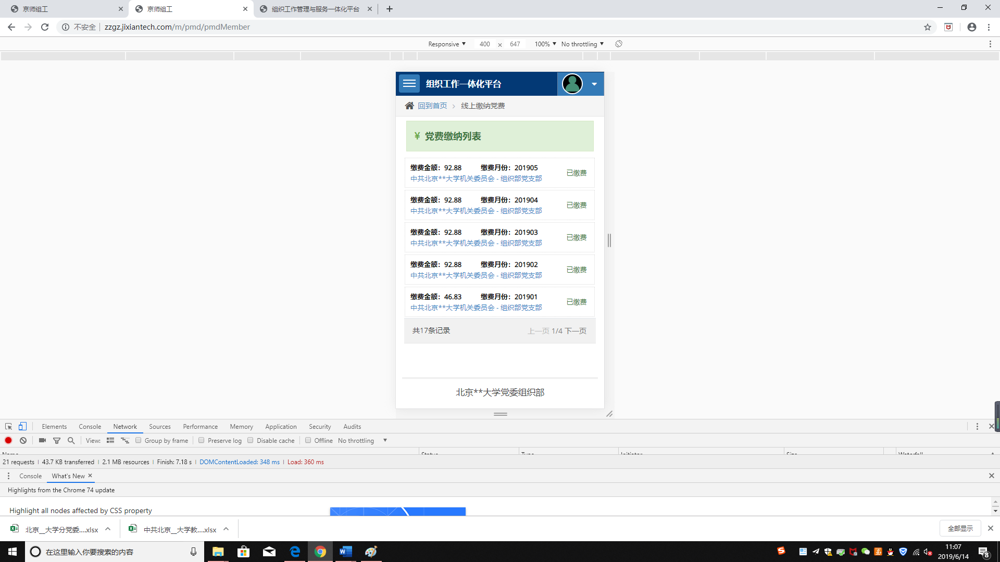 京师组工
京师组工
组织工作管理与服务一体化平台
不安全 zzgz.jixiantech.com/m/pmd/pmdMember
Responsive 400 × 647 100% No throttling
组织工作一体化平台
回到首页 线上缴纳党费
¥ 党费缴纳列表
缴费金额：92.88 缴费月份：201905
中共北京**大学机关委员会 - 组织部党支部
已缴费
缴费金额：92.88 缴费月份：201904
中共北京**大学机关委员会 - 组织部党支部
已缴费
缴费金额：92.88 缴费月份：201903
中共北京**大学机关委员会 - 组织部党支部
已缴费
缴费金额：92.88 缴费月份：201902
中共北京**大学机关委员会 - 组织部党支部
已缴费
缴费金额：46.83 缴费月份：201901
中共北京**大学机关委员会 - 组织部党支部
已缴费
共17条记录 上一页 1/4 下一页
北京**大学党委组织部
Elements Console Network Sources Performance Memory Application Security Audits
View: Group by frame Preserve log Disable cache Offline No throttling
Name Status Type Initiator Size Waterfall
21 requests 43.7 KB transferred 2.1 MB resources Finish: 7.18 s DOMContentLoaded: 348 ms Load: 360 ms
Console What's New
Highlights from the Chrome 74 update
Highlight all nodes affected by CSS property
北京__大学分党委....xlsx 中共北京__大学教....xlsx 全部显示
在这里输入你要搜索的内容
11:07
2019/6/14
8